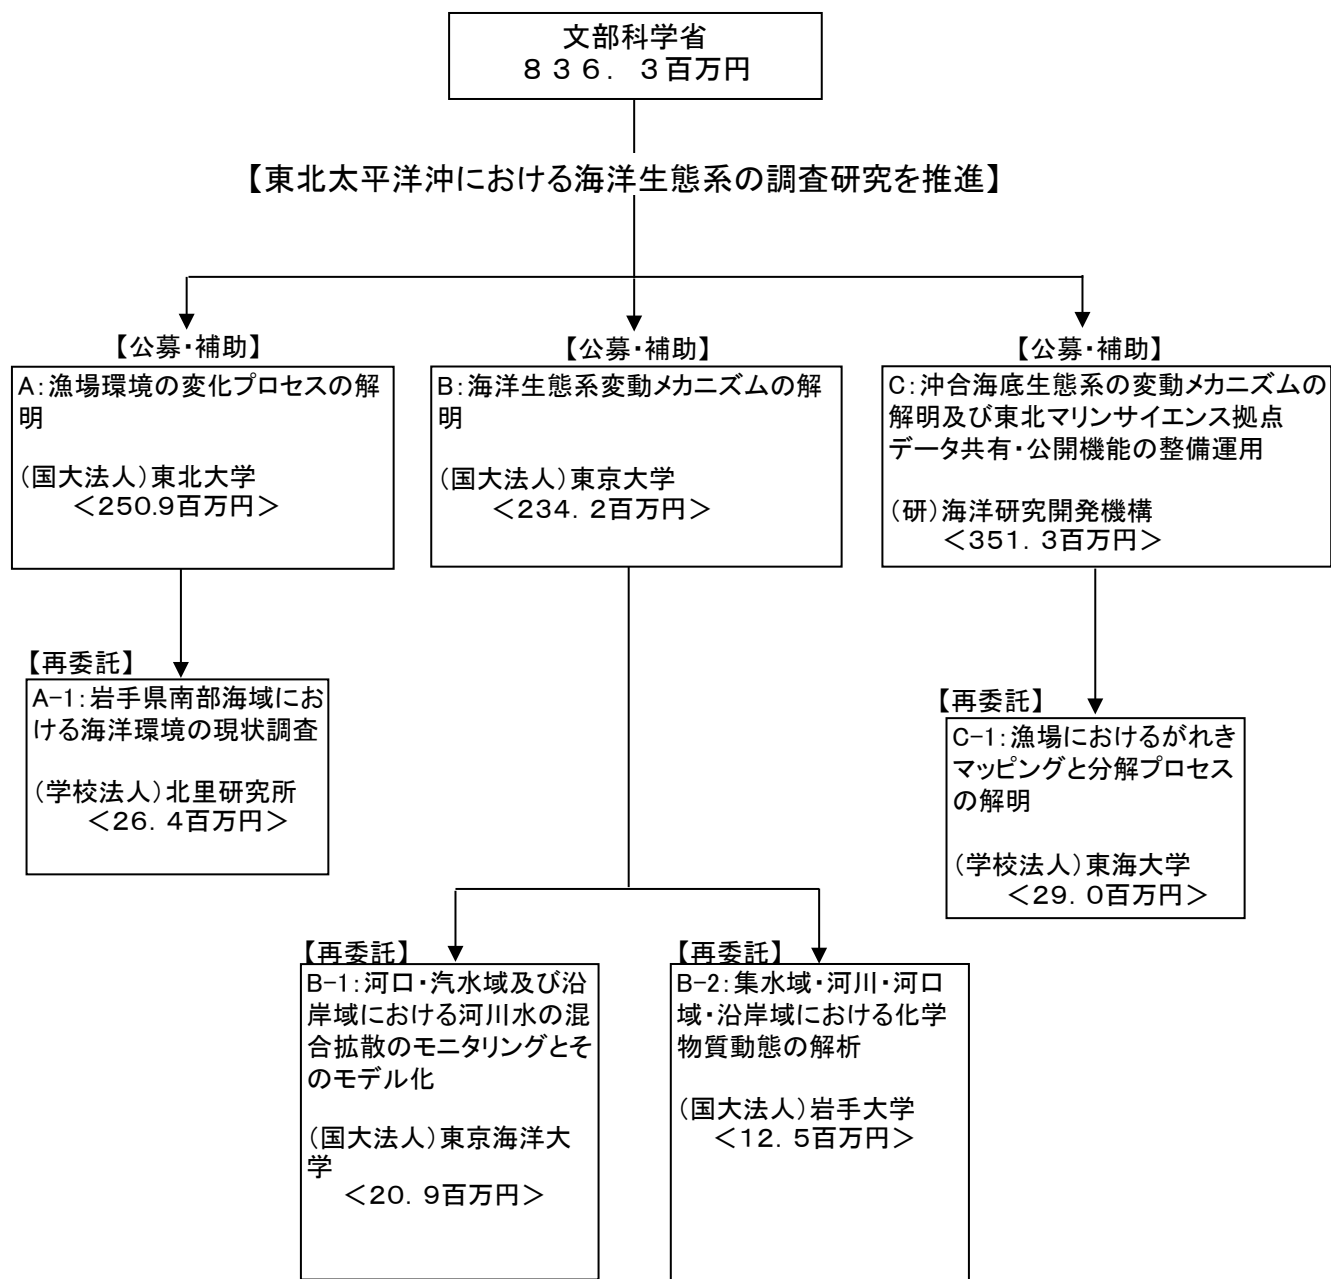 文部科学省
８３６．３百万円
【東北太平洋沖における海洋生態系の調査研究を推進】
【公募・補助】
A：漁場環境の変化プロセスの解
明
（国大法人）東北大学
＜250.9百万円＞
【公募・補助】
B：海洋生態系変動メカニズムの解
明
（国大法人）東京大学
＜234．2百万円＞
【公募・補助】
C：沖合海底生態系の変動メカニズムの
解明及び東北マリンサイエンス拠点
データ共有・公開機能の整備運用
（研）海洋研究開発機構
＜351．3百万円＞
【再委託】
A-1：岩手県南部海域にお
ける海洋環境の現状調査
（学校法人）北里研究所
＜26．4百万円＞
【再委託】
C-1：漁場におけるがれき
マッピングと分解プロセス
の解明
（学校法人）東海大学
＜29．0百万円＞
【再委託】
B-1：河口・汽水域及び沿
岸域における河川水の混
合拡散のモニタリングとそ
のモデル化
（国大法人）東京海洋大
学
＜20．9百万円＞
【再委託】
B-2：集水域・河川・河口
域・沿岸域における化学
物質動態の解析
（国大法人）岩手大学
＜12．5百万円＞